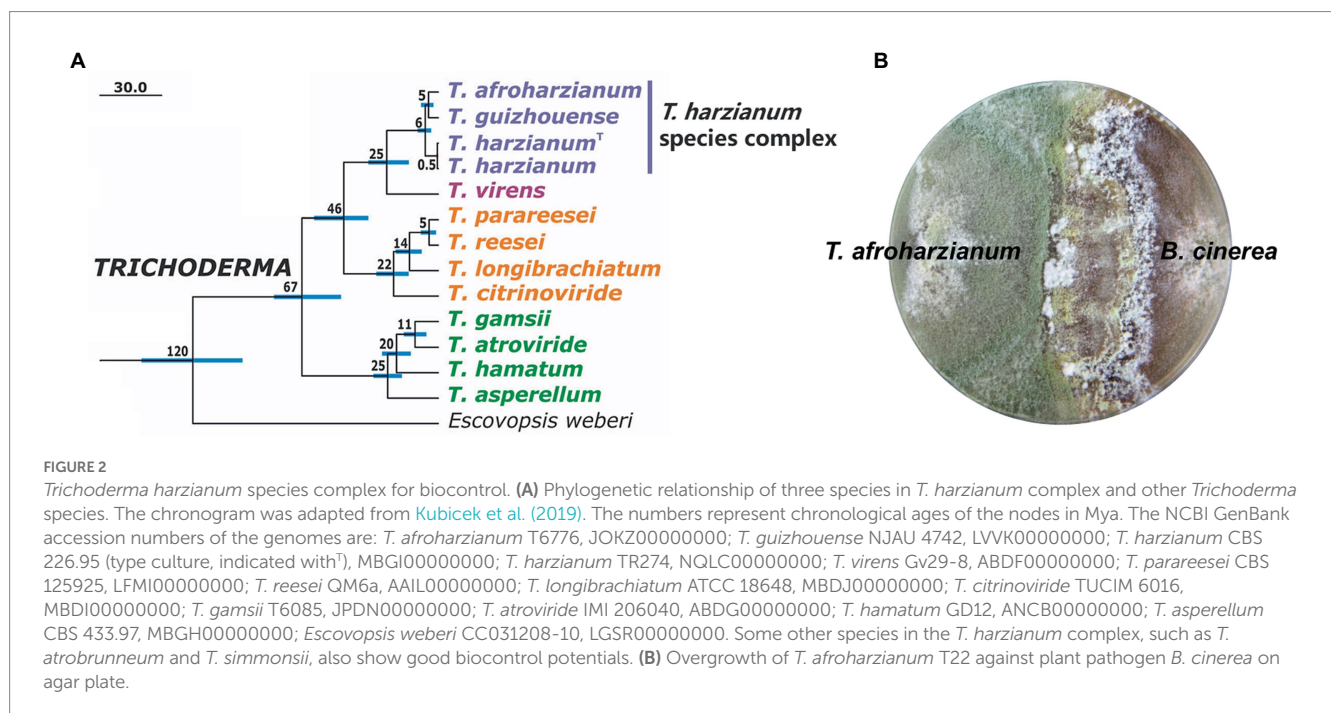 A
B
30.0
5
T. afroharzianum
T. guizhouense
6
T. harzianumᵀ
0.5
T. harzianum
T. harzianum
species complex
25
T. virens
46
T. parareesei
5
T. reesei
14
T. longibrachiatum
22
T. citrinoviride
TRICHODERMA
67
T. gamsii
11
T. atroviride
20
T. hamatum
25
T. asperellum
120
Escovopsis weberi
T. afroharzianum
B. cinerea
FIGURE 2
Trichoderma harzianum species complex for biocontrol. (A) Phylogenetic relationship of three species in T. harzianum complex and other Trichoderma
species. The chronogram was adapted from Kubicek et al. (2019). The numbers represent chronological ages of the nodes in Mya. The NCBI GenBank
accession numbers of the genomes are: T. afroharzianum T6776, JOKZ00000000; T. guizhouense NJAU 4742, LVVK00000000; T. harzianum CBS
226.95 (type culture, indicated withᵀ), MBGI00000000; T. harzianum TR274, NQLC00000000; T. virens Gv29-8, ABDF00000000; T. parareesei CBS
125925, LFMI00000000; T. reesei QM6a, AAIL00000000; T. longibrachiatum ATCC 18648, MBDJ00000000; T. citrinoviride TUCIM 6016,
MBDI00000000; T. gamsii T6085, JPDN00000000; T. atroviride IMI 206040, ABDG00000000; T. hamatum GD12, ANCB00000000; T. asperellum
CBS 433.97, MBGH00000000; Escovopsis weberi CC031208-10, LGSR00000000. Some other species in the T. harzianum complex, such as T.
atrobrunneum and T. simmonsii, also show good biocontrol potentials. (B) Overgrowth of T. afroharzianum T22 against plant pathogen B. cinerea on
agar plate.